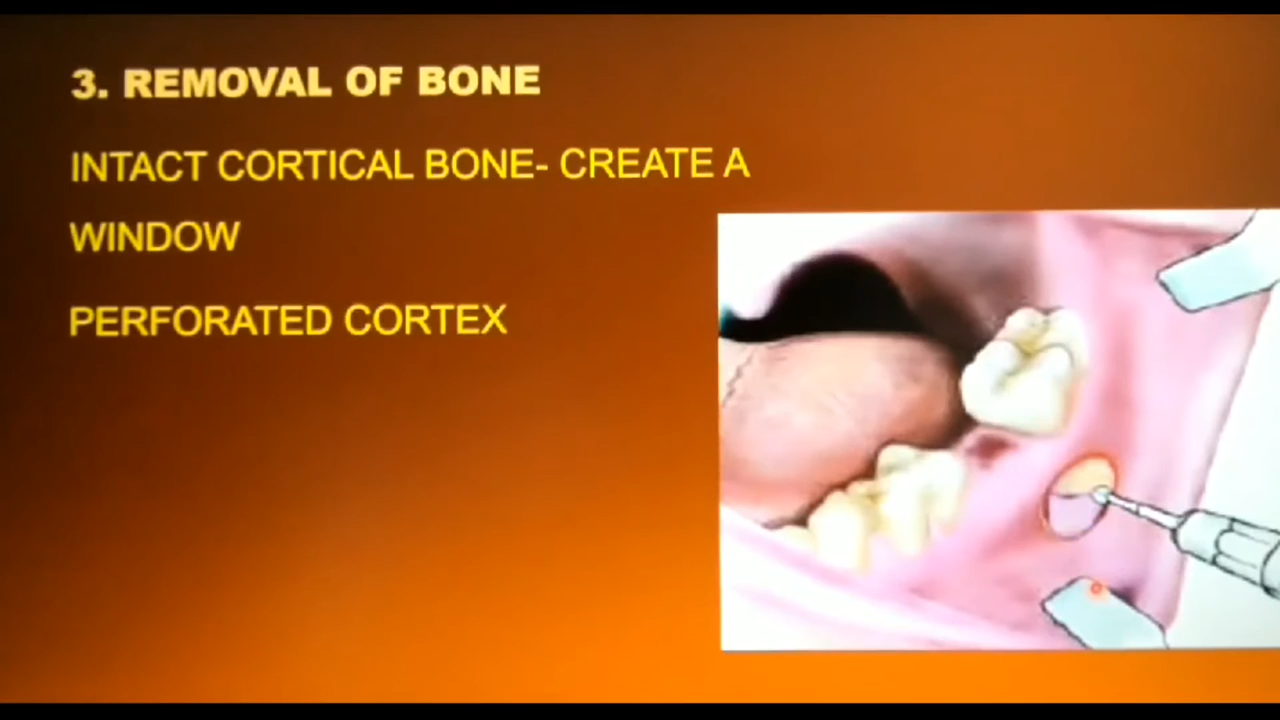 3. REMOVAL OF BONE
INTACT CORTICAL BONE- CREATE A
WINDOW
PERFORATED CORTEX